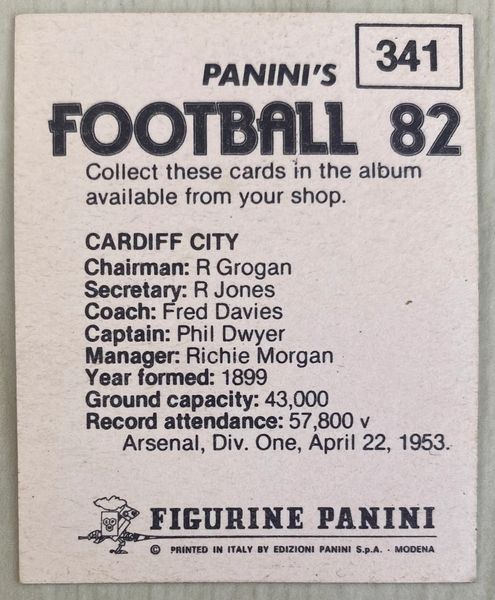 341
PANINI'S
FOOTBALL 82
Collect these cards in the album
available from your shop.
CARDIFF CITY
Chairman: R Grogan
Secretary: R Jones
Coach: Fred Davies
Captain: Phil Dwyer
Manager: Richie Morgan
Year formed: 1899
Ground capacity: 43,000
Record attendance: 57,800 v
Arsenal, Div. One, April 22, 1953.
FIGURINE PANINI
© PRINTED IN ITALY BY EDIZIONI PANINI S.p.A. - MODENA